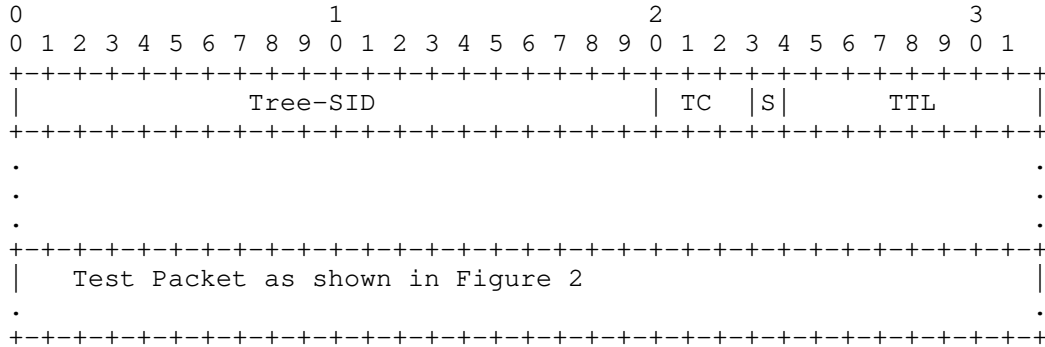 0                   1                   2                   3
0 1 2 3 4 5 6 7 8 9 0 1 2 3 4 5 6 7 8 9 0 1 2 3 4 5 6 7 8 9 0 1
+-+-+-+-+-+-+-+-+-+-+-+-+-+-+-+-+-+-+-+-+-+-+-+-+-+-+-+-+-+-+-+-+
|              Tree-SID                 | TC  |S|      TTL      |
+-+-+-+-+-+-+-+-+-+-+-+-+-+-+-+-+-+-+-+-+-+-+-+-+-+-+-+-+-+-+-+-+
.                                                               .
.                                                               .
.                                                               .
+-+-+-+-+-+-+-+-+-+-+-+-+-+-+-+-+-+-+-+-+-+-+-+-+-+-+-+-+-+-+-+-+
|   Test Packet as shown in Figure 2                            |
.                                                               .
+-+-+-+-+-+-+-+-+-+-+-+-+-+-+-+-+-+-+-+-+-+-+-+-+-+-+-+-+-+-+-+-+